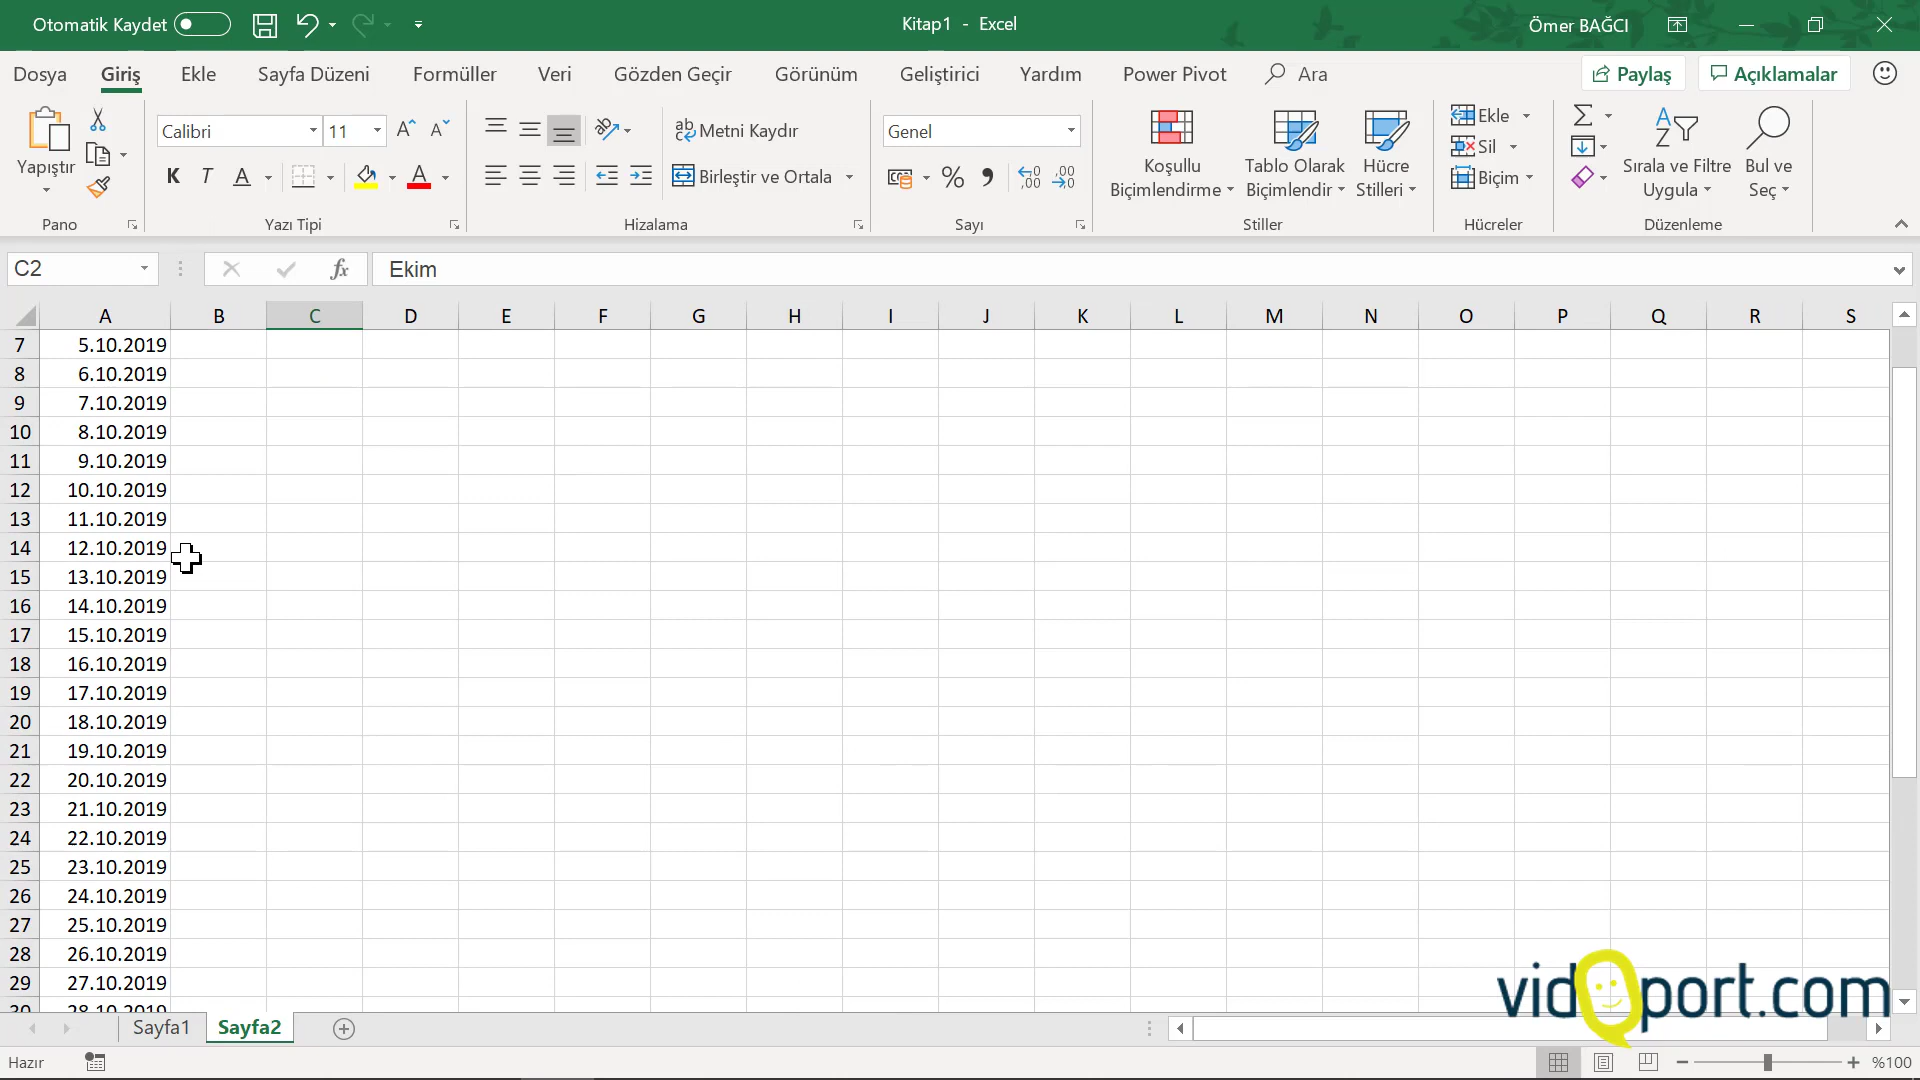 Otomatik Kaydet
Kitap1 - Excel
Ömer BAĞCI
Dosya Giriş Ekle Sayfa Düzeni Formüller Veri Gözden Geçir Görünüm Geliştirici Yardım Power Pivot Ara Paylaş Açıklamalar
Yapıştır
Pano
Calibri 11
K T A
Yazı Tipi
Metni Kaydır
Birleştir ve Ortala
Hizalama
Genel
Sayı
Koşullu Biçimlendirme
Tablo Olarak Biçimlendir
Hücre Stilleri
Stiller
Ekle
Sil
Biçim
Hücreler
Sırala ve Filtre Uygula
Bul ve Seç
Düzenleme
C2 fx Ekim
A B C D E F G H I J K L M N O P Q R S
7 5.10.2019
8 6.10.2019
9 7.10.2019
10 8.10.2019
11 9.10.2019
12 10.10.2019
13 11.10.2019
14 12.10.2019
15 13.10.2019
16 14.10.2019
17 15.10.2019
18 16.10.2019
19 17.10.2019
20 18.10.2019
21 19.10.2019
22 20.10.2019
23 21.10.2019
24 22.10.2019
25 23.10.2019
26 24.10.2019
27 25.10.2019
28 26.10.2019
29 27.10.2019
30 28.10.2019
vidoport.com
Sayfa1 Sayfa2
Hazır
%100